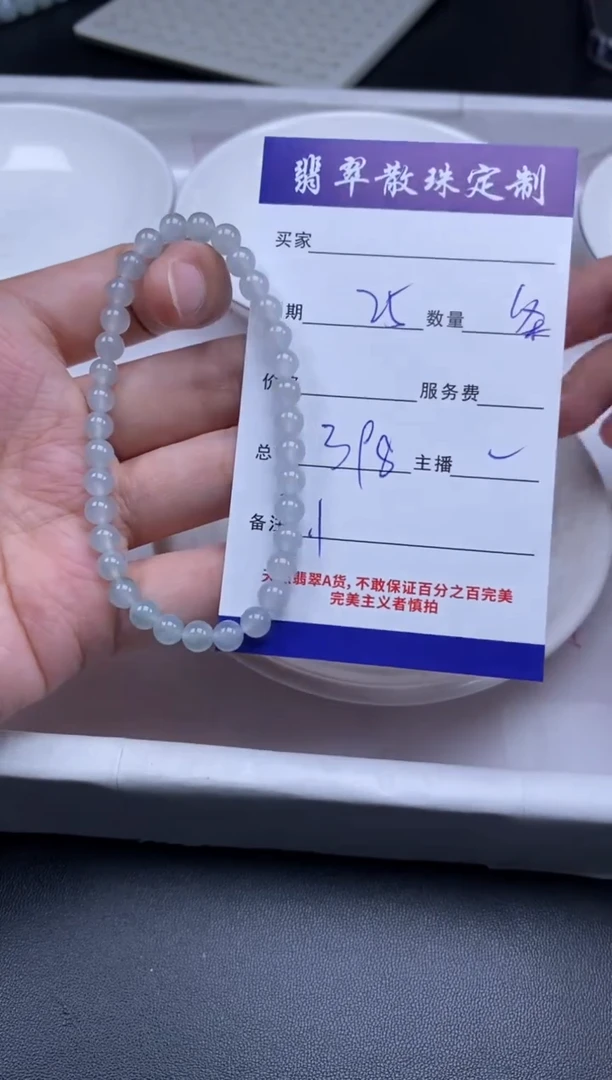 翡翠散珠定制
买家
期 25 数量 条
价 服务费
总 398 主播
备注
翡翠A货,不敢保证百分之百完美
完美主义者慎拍